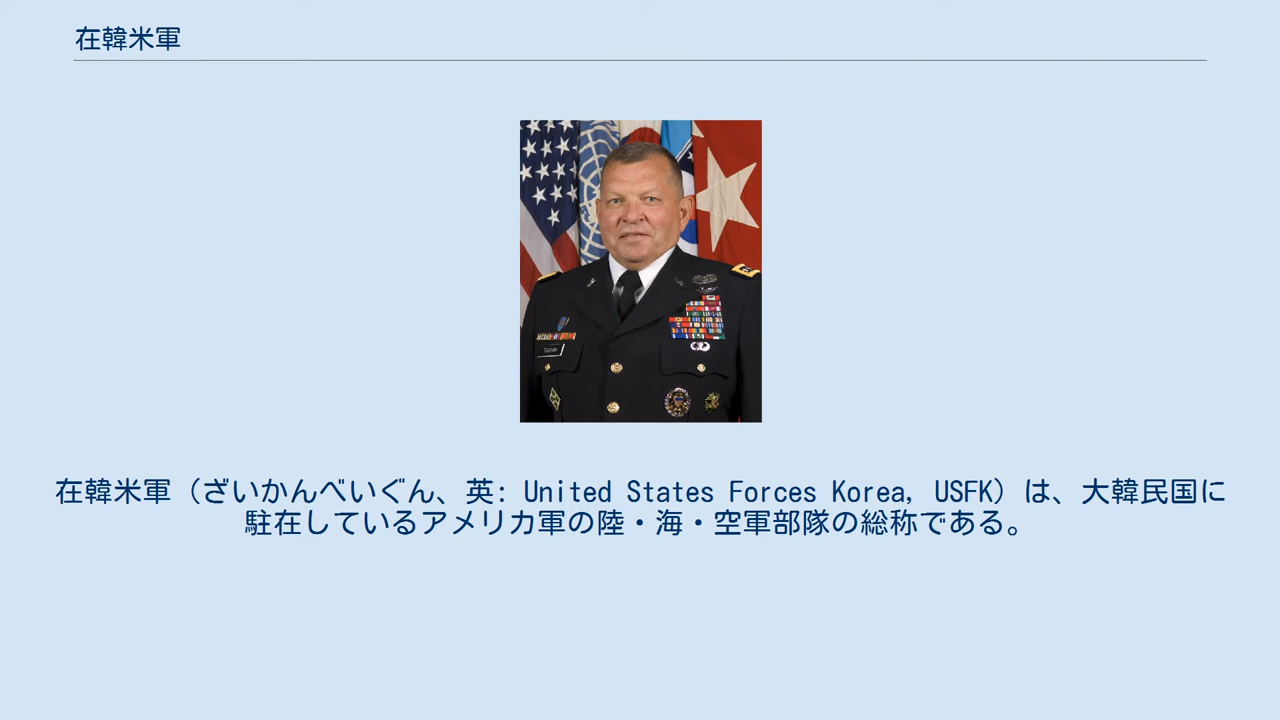 在韓米軍
在韓米軍（ざいかんべいぐん、英: United States Forces Korea, USFK）は、大韓民国に
駐在しているアメリカ軍の陸・海・空軍部隊の総称である。